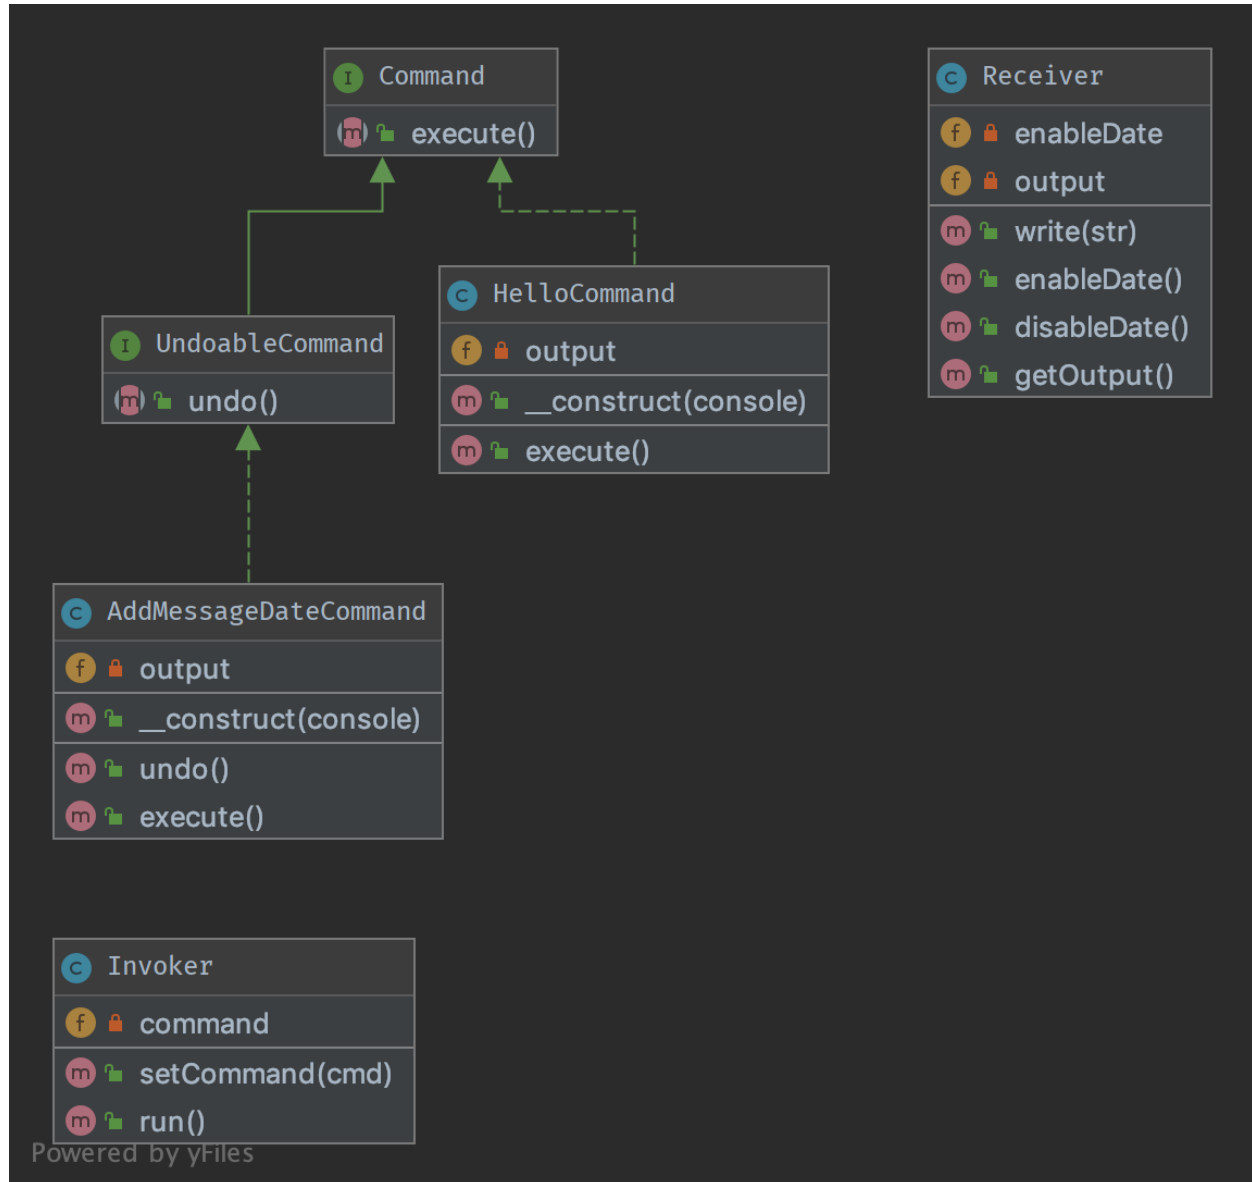 Command
execute()
Receiver
enableDate
output
write(str)
enableDate()
disableDate()
getOutput()
HelloCommand
output
__construct(console)
execute()
UndoableCommand
undo()
AddMessageDateCommand
output
__construct(console)
undo()
execute()
Invoker
command
setCommand(cmd)
run()
Powered by yFiles